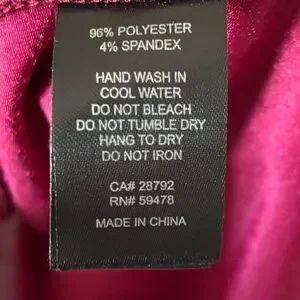 96% POLYESTER
4% SPANDEX
HAND WASH IN
COOL WATER
DO NOT BLEACH
DO NOT TUMBLE DRY
HANG TO DRY
DO NOT IRON
CA# 28792
RN# 59478
MADE IN CHINA